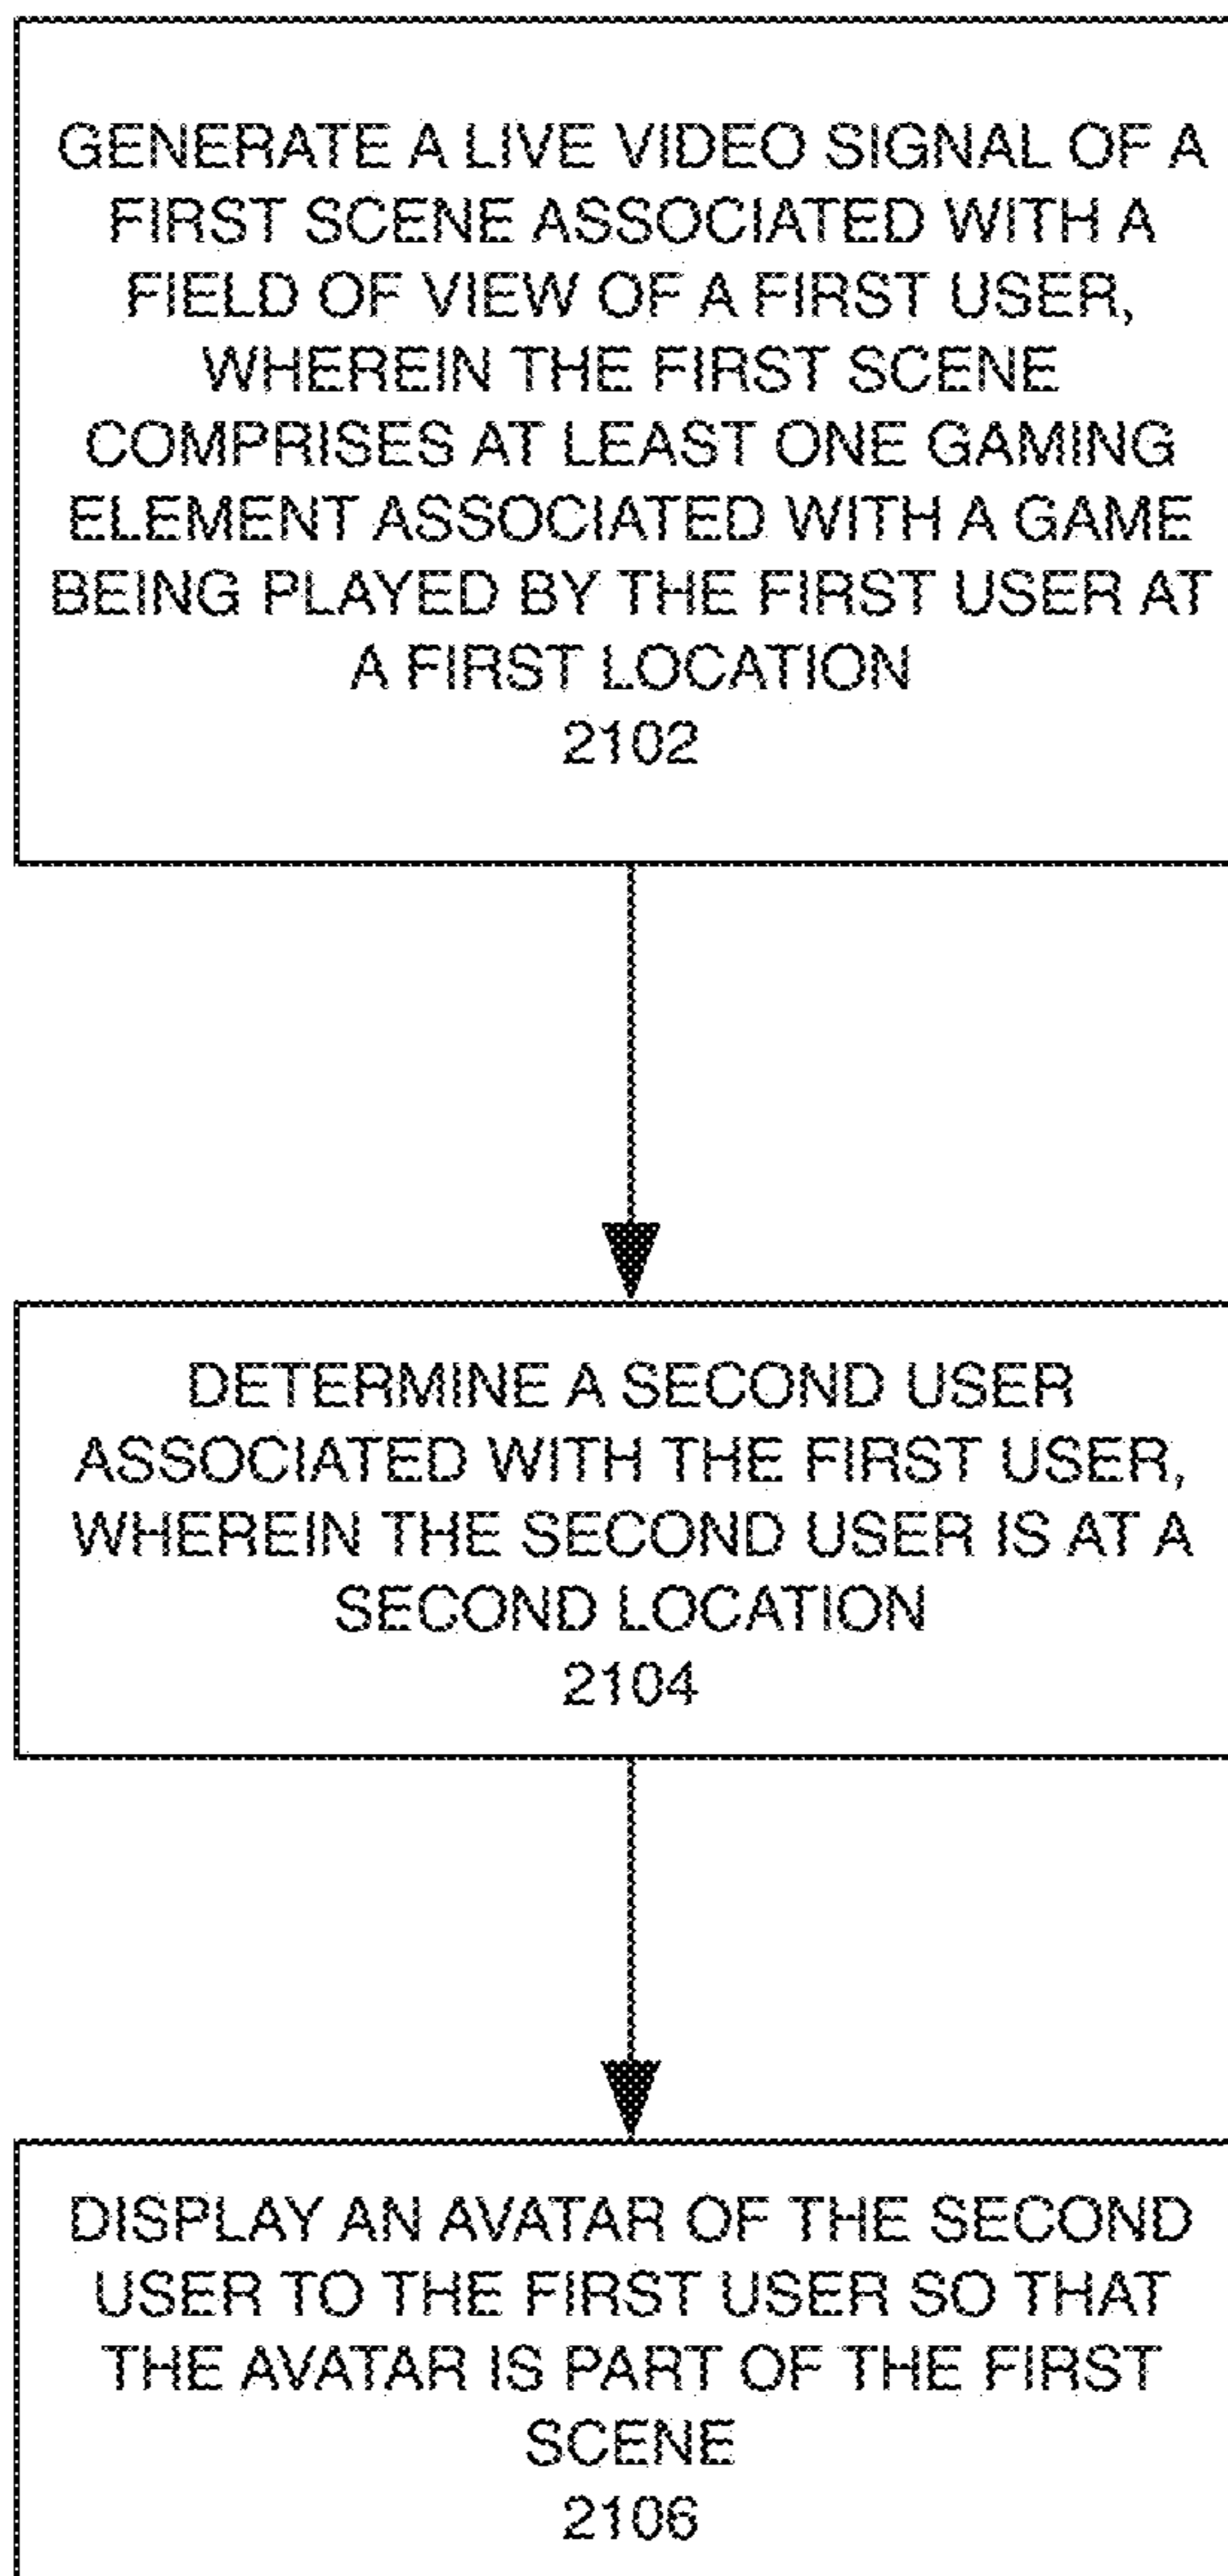 GENERATE A LIVE VIDEO SIGNAL OF A
FIRST SCENE ASSOCIATED WITH A
FIELD OF VIEW OF A FIRST USER,
WHEREIN THE FIRST SCENE
COMPRISES AT LEAST ONE GAMING
ELEMENT ASSOCIATED WITH A GAME
BEING PLAYED BY THE FIRST USER AT
A FIRST LOCATION
2102
DETERMINE A SECOND USER
ASSOCIATED WITH THE FIRST USER,
WHEREIN THE SECOND USER IS AT A
SECOND LOCATION
2104
DISPLAY AN AVATAR OF THE SECOND
USER TO THE FIRST USER SO THAT
THE AVATAR IS PART OF THE FIRST
SCENE
2106